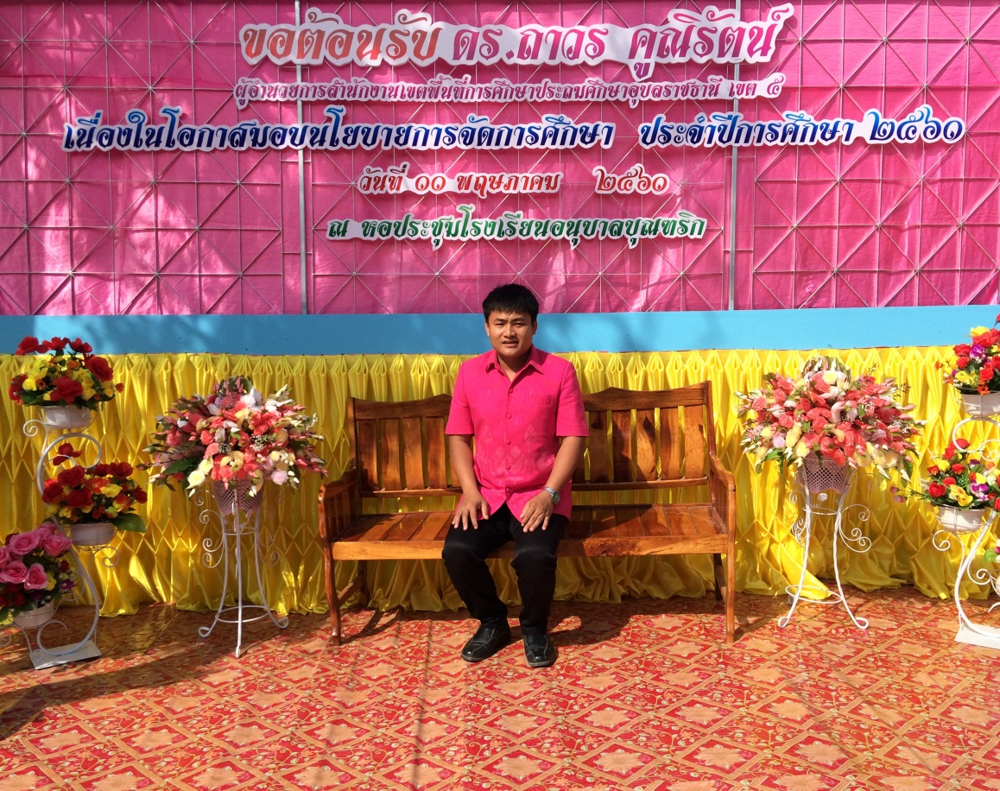 ขอต้อนรับ ดร.ถาวร คูณิรัตน์
ผู้อำนวยการสำนักงานเขตพื้นที่การศึกษาประถมศึกษาอุบลราชธานี เขต ๕
เนื่องในโอกาสมอบนโยบายการจัดการศึกษา ประจำปีการศึกษา ๒๕๖๐
วันที่ ๑๑ พฤษภาคม ๒๕๖๐
ณ หอประชุมโรงเรียนอนุบาลบุณฑริก